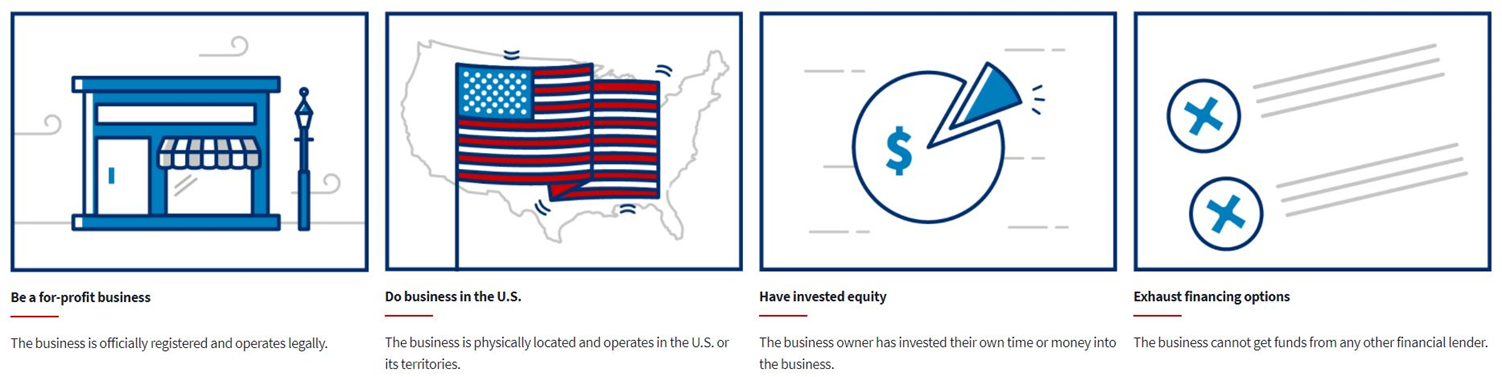 $
Be a for-profit business
The business is officially registered and operates legally.
Do business in the U.S.
The business is physically located and operates in the U.S. or
its territories.
Have invested equity
The business owner has invested their own time or money into
the business.
Exhaust financing options
The business cannot get funds from any other financial lender.